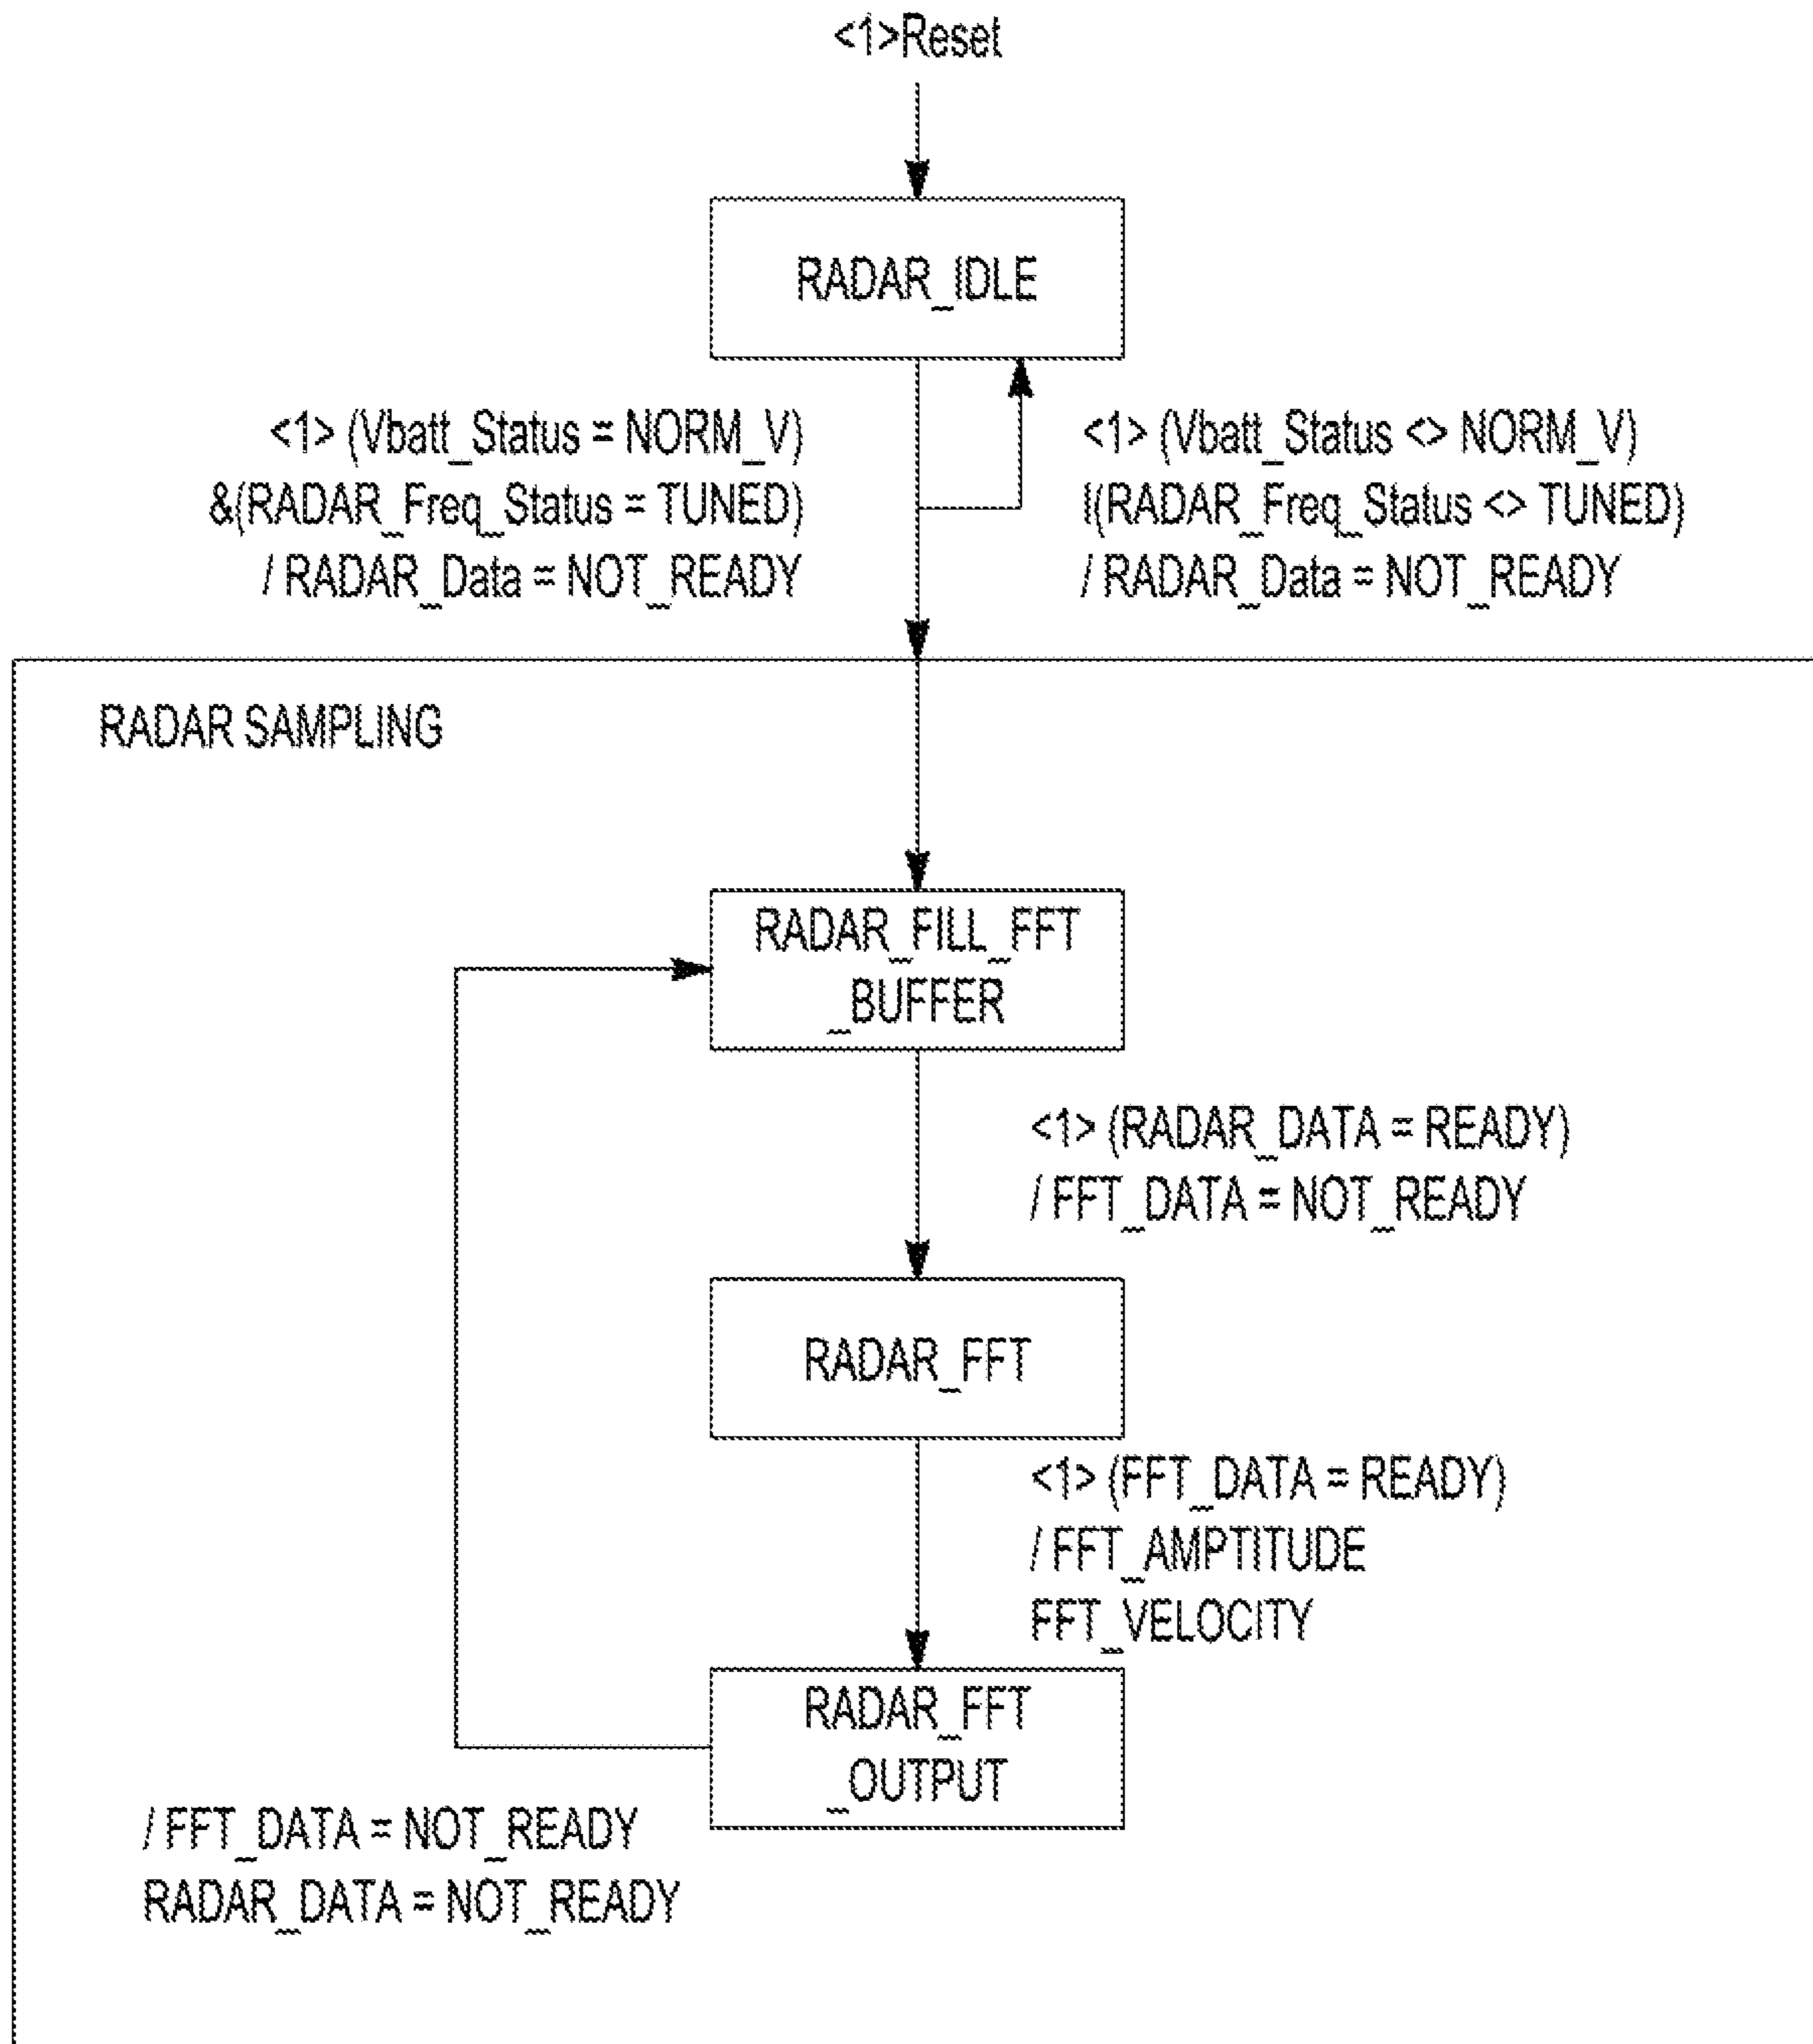 <1>Reset
RADAR_IDLE
<1> (Vbatt_Status = NORM_V)
&(RADAR_Freq_Status = TUNED)
/ RADAR_Data = NOT_READY
<1> (Vbatt_Status <> NORM_V)
|(RADAR_Freq_Status <> TUNED)
/ RADAR_Data = NOT_READY
RADAR SAMPLING
RADAR_FILL_FFT
_BUFFER
<1> (RADAR_DATA = READY)
/ FFT_DATA = NOT_READY
RADAR_FFT
<1> (FFT_DATA = READY)
/ FFT_AMPTITUDE
FFT_VELOCITY
RADAR_FFT
_OUTPUT
/ FFT_DATA = NOT_READY
RADAR_DATA = NOT_READY